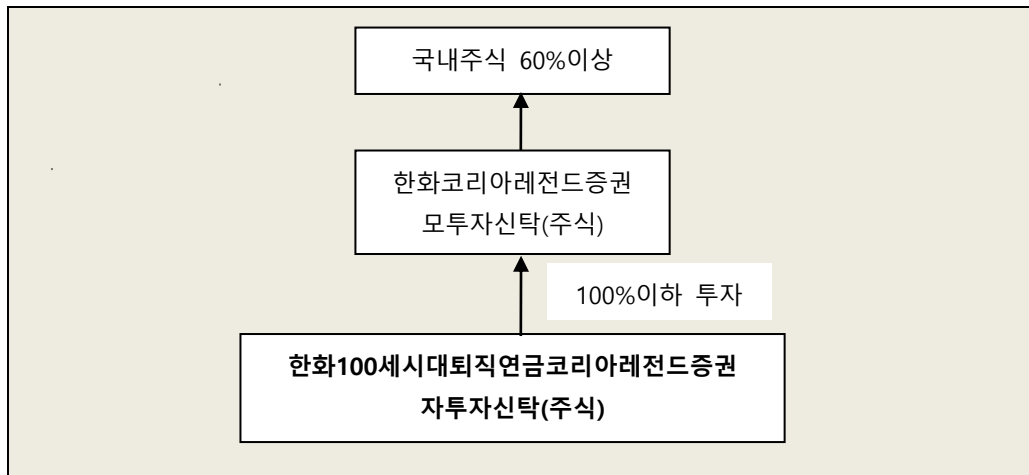 국내주식 60%이상
한화코리아레전드증권
모투자신탁(주식)
100%이하 투자
한화100세시대퇴직연금코리아레전드증권
자투자신탁(주식)